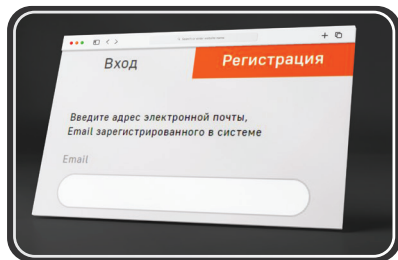 Вход
Регистрация
Введите адрес электронной почты,
Email зарегистрированного в системе
Email